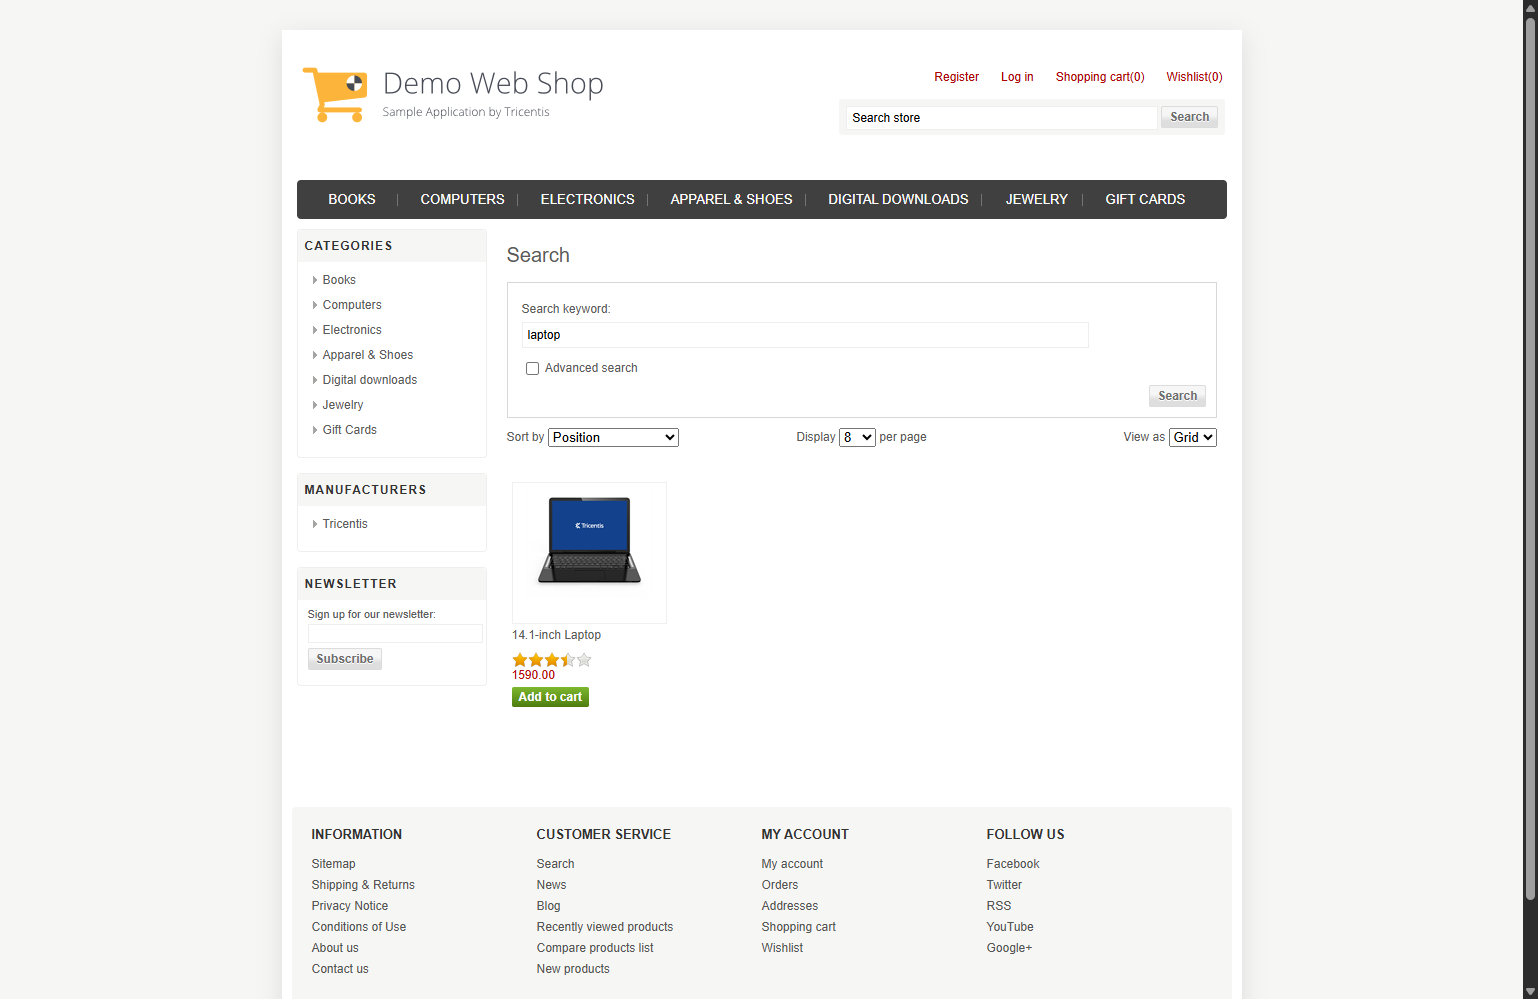 Demo Web Shop
Sample Application by Tricentis
Register Log in Shopping cart(0) Wishlist(0)
Search store Search
BOOKS COMPUTERS ELECTRONICS APPAREL & SHOES DIGITAL DOWNLOADS JEWELRY GIFT CARDS
CATEGORIES
Books
Computers
Electronics
Apparel & Shoes
Digital downloads
Jewelry
Gift Cards
MANUFACTURERS
Tricentis
NEWSLETTER
Sign up for our newsletter:
Subscribe
Search
Search keyword:
laptop
Advanced search
Search
Sort by Position Display 8 per page View as Grid
Tricentis
14.1-inch Laptop
1590.00
Add to cart
INFORMATION
Sitemap
Shipping & Returns
Privacy Notice
Conditions of Use
About us
Contact us
CUSTOMER SERVICE
Search
News
Blog
Recently viewed products
Compare products list
New products
MY ACCOUNT
My account
Orders
Addresses
Shopping cart
Wishlist
FOLLOW US
Facebook
Twitter
RSS
YouTube
Google+